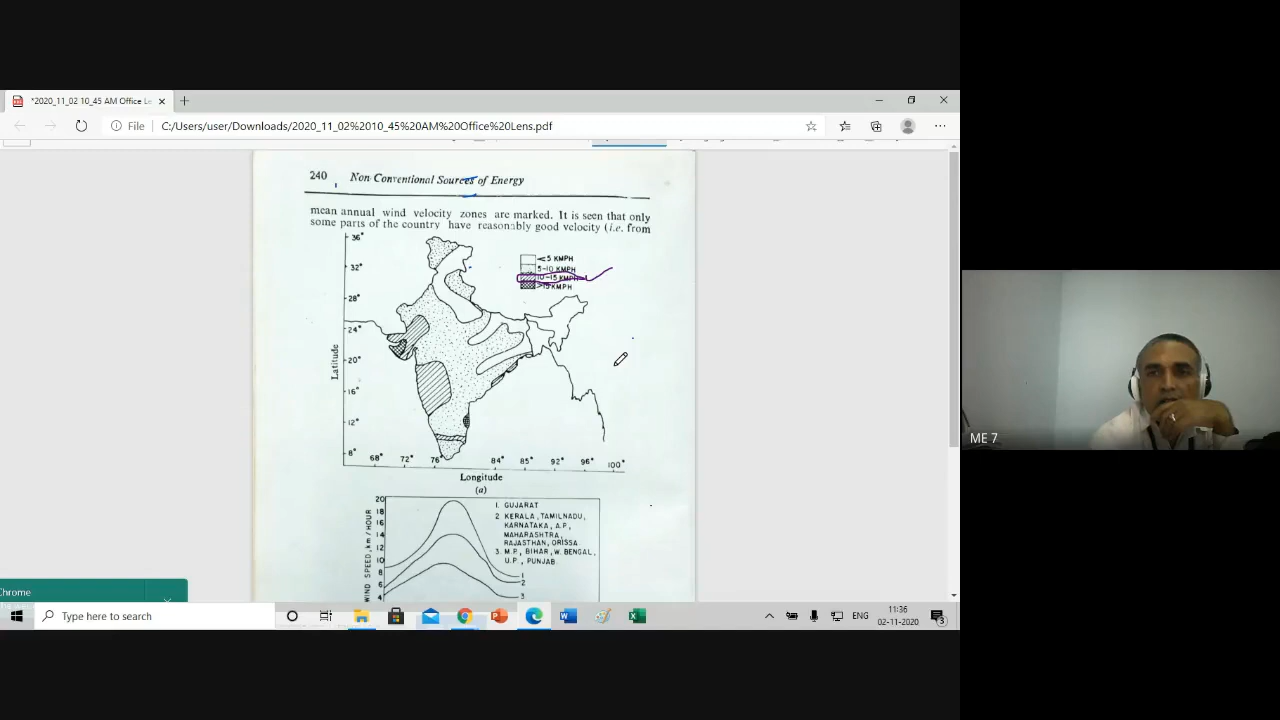 *2020_11_02 10_45 AM Office Le
File
C:/Users/user/Downloads/2020_11_02%2010_45%20AM%20Office%20Lens.pdf
240 Non-Conventional Sources of Energy
mean annual wind velocity zones are marked. It is seen that only
some parts of the country have reasonably good velocity (i.e. from
36°
32°
28°
24°
20°
16°
12°
8°
Latitude
<5 KMPH
5-10 KMPH
10-15 KMPH
>15 KMPH
68° 72° 76° 84° 85° 92° 96° 100°
Longitude
(a)
WIND SPEED, km/HOUR
20
18
16
14
12
10
8
6
4
1. GUJARAT
2. KERALA, TAMILNADU,
KARNATAKA, A.P.,
MAHARASHTRA,
RAJASTHAN, ORISSA
3. M.P., BIHAR, W. BENGAL,
U.P., PUNJAB
1
2
3
ME 7
Chrome
Type here to search
ENG
11:36
02-11-2020
3